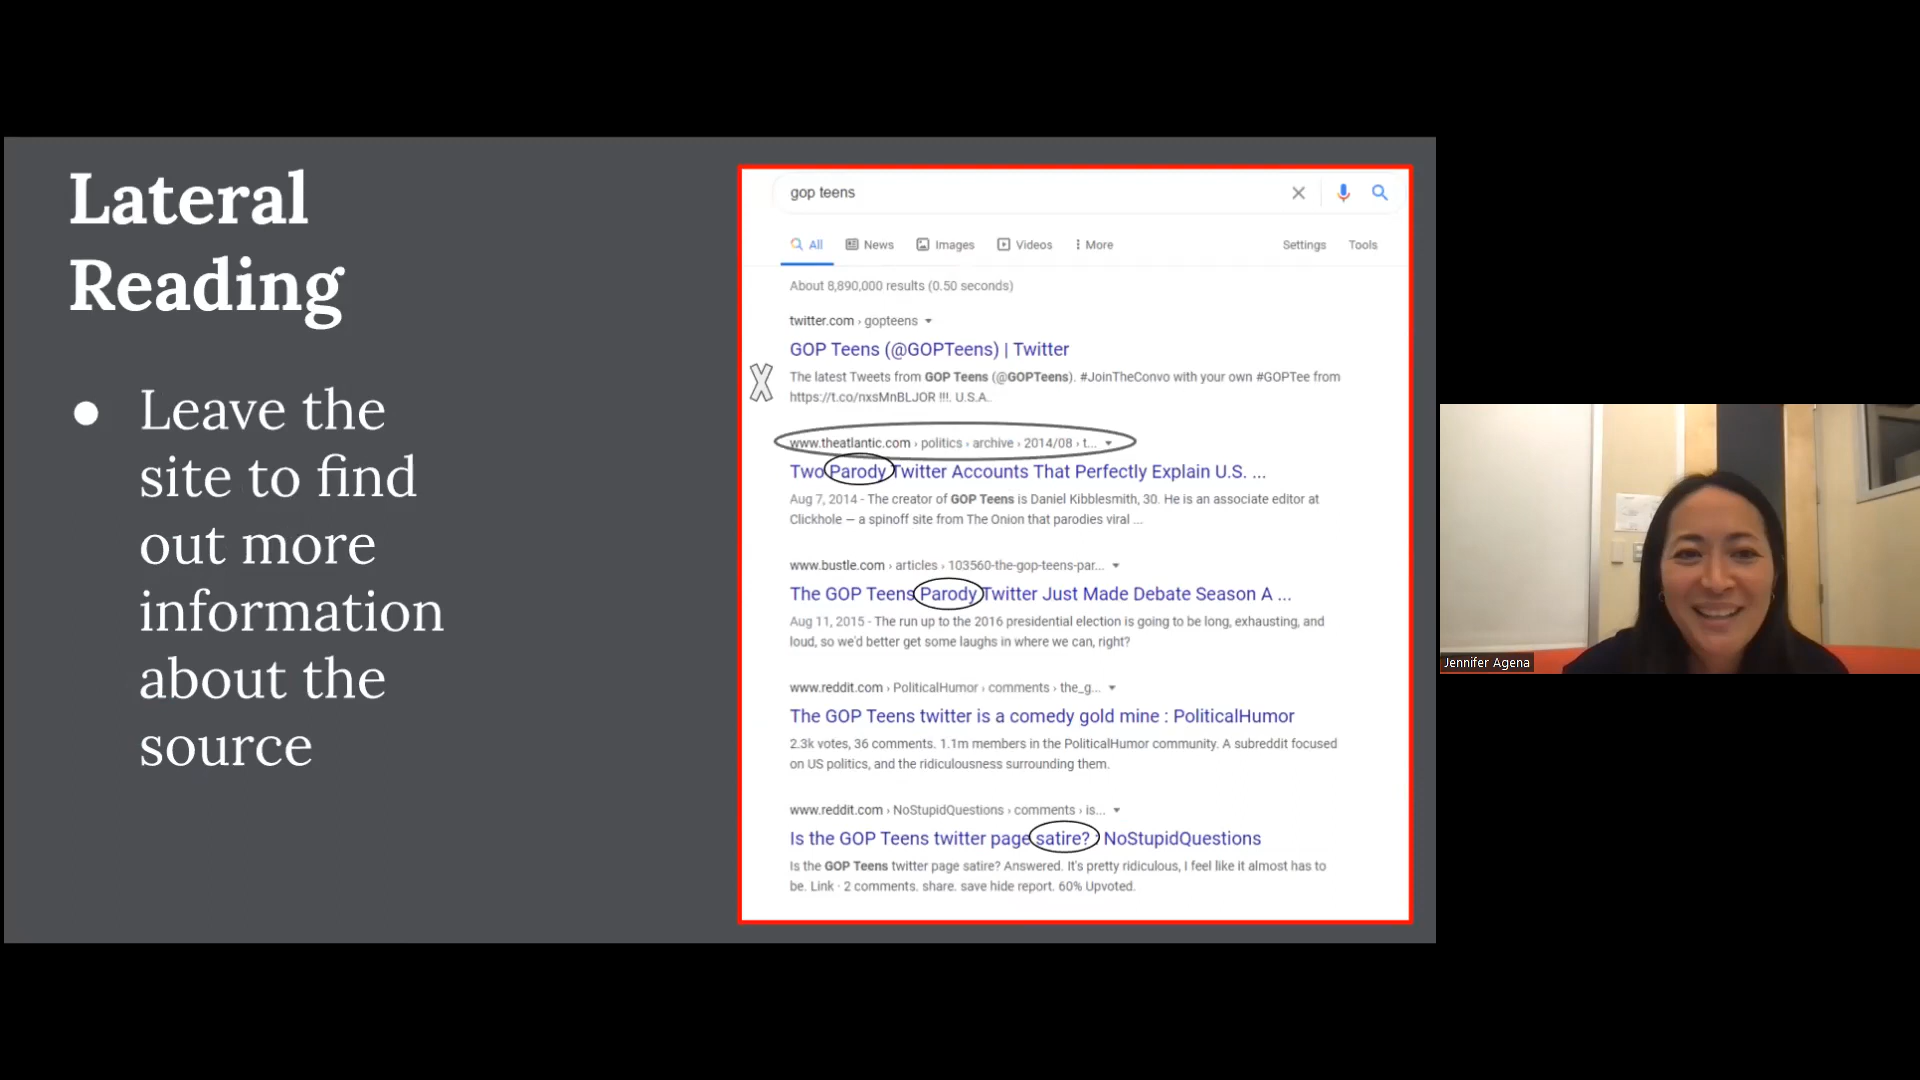 Lateral
Reading
● Leave the
site to find
out more
information
about the
source
gop teens
All News Images Videos More Settings Tools
About 8,890,000 results (0.50 seconds)
twitter.com › gopteens
GOP Teens (@GOPTeens) | Twitter
The latest Tweets from GOP Teens (@GOPTeens). #JoinTheConvo with your own #GOPTee from
https://t.co/nxsMnBLJOR !!!. U.S.A..
X
www.theatlantic.com › politics › archive › 2014/08 › t...
Two Parody Twitter Accounts That Perfectly Explain U.S. ...
Aug 7, 2014 - The creator of GOP Teens is Daniel Kibblesmith, 30. He is an associate editor at
Clickhole — a spinoff site from The Onion that parodies viral ...
www.bustle.com › articles › 103560-the-gop-teens-par...
The GOP Teens Parody Twitter Just Made Debate Season A ...
Aug 11, 2015 - The run up to the 2016 presidential election is going to be long, exhausting, and
loud, so we'd better get some laughs in where we can, right?
www.reddit.com › PoliticalHumor › comments › the_g...
The GOP Teens twitter is a comedy gold mine : PoliticalHumor
2.3k votes, 36 comments. 1.1m members in the PoliticalHumor community. A subreddit focused
on US politics, and the ridiculousness surrounding them.
www.reddit.com › NoStupidQuestions › comments › is...
Is the GOP Teens twitter page satire? : NoStupidQuestions
Is the GOP Teens twitter page satire? Answered. It's pretty ridiculous, I feel like it almost has to
be. Link · 2 comments. share. save hide report. 60% Upvoted.
Jennifer Agena